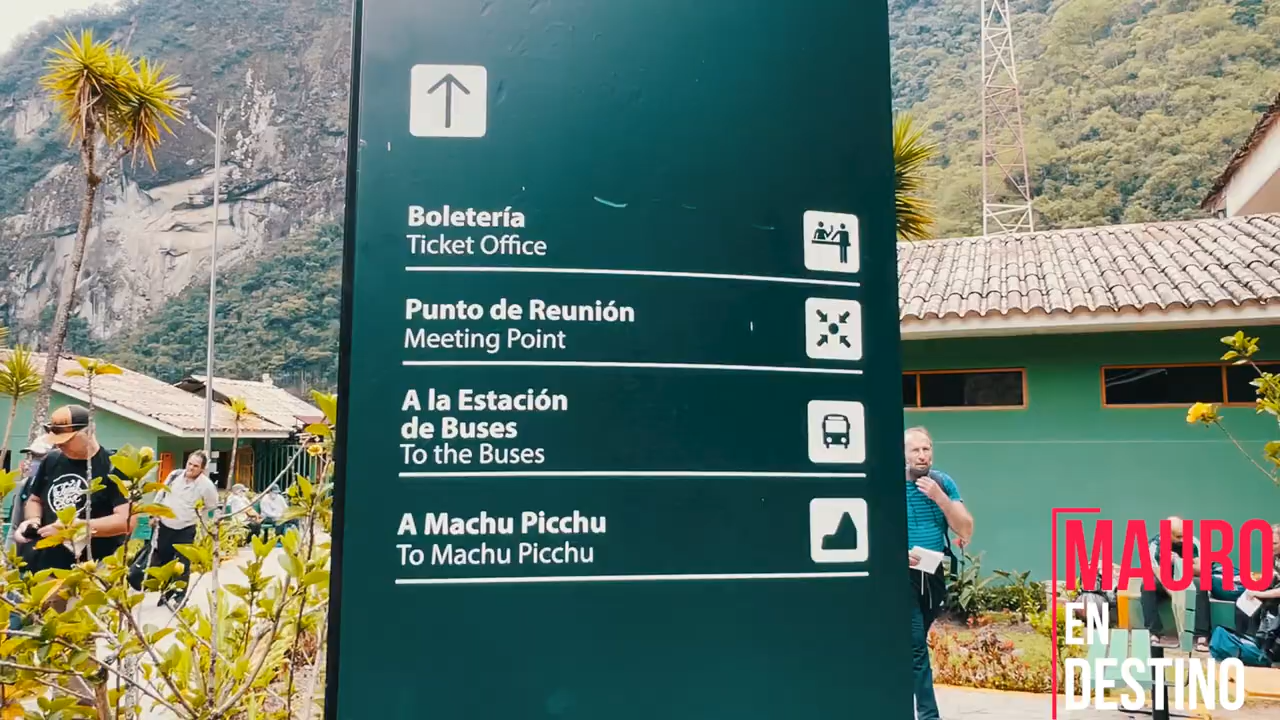 Boletería
Ticket Office
Punto de Reunión
Meeting Point
A la Estación
de Buses
To the Buses
A Machu Picchu
To Machu Picchu
MAURO
EN
DESTINO